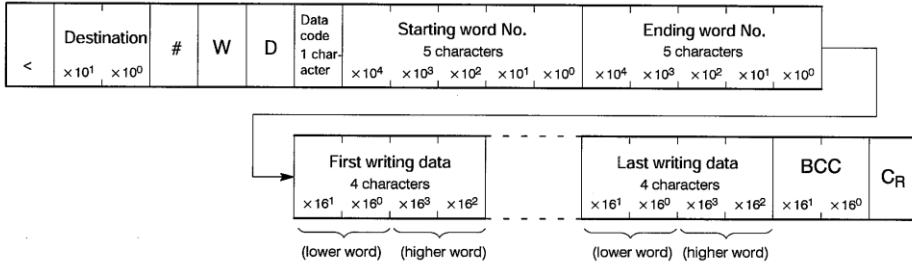 < Destination # W D Data code 1 char- acter Starting word No. Ending word No.
5 characters 5 characters
×10¹ ×10⁰ ×10⁴ ×10³ ×10² ×10¹ ×10⁰ ×10⁴ ×10³ ×10² ×10¹ ×10⁰
First writing data Last writing data BCC CR
4 characters 4 characters
×16¹ ×16⁰ ×16³ ×16² ×16¹ ×16⁰ ×16³ ×16² ×16¹ ×16⁰
(lower word) (higher word) (lower word) (higher word)